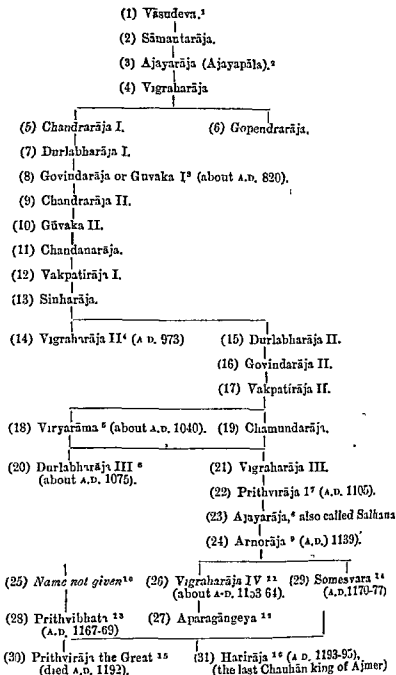 (1) Vāsudeva.¹
(2) Sāmantarāja.
(3) Ajayarāja (Ajayapāla).²
(4) Vigraharāja
(5) Chandrarāja I.
(6) Gopendrarāja.
(7) Durlabharāja I.
(8) Govindarāja or Guvaka I³ (about A.D. 820).
(9) Chandrarāja II.
(10) Gūvaka II.
(11) Chandanarāja.
(12) Vakpatirāja I.
(13) Sinharāja.
(14) Vigraharāja II⁴ (A D. 973)
(15) Durlabharāja II.
(16) Govindarāja II.
(17) Vakpatirāja II.
(18) Viryarāma ⁵ (about A.D. 1040).
(19) Chamundarāja.
(20) Durlabharāja III ⁶
(about A.D. 1075).
(21) Vigraharāja III.
(22) Prithvirāja 1⁷ (A.D. 1105).
(23) Ajayarāja,⁸ also called Salhana
(24) Arnorāja ⁹ (A.D.) 1139).
(25) Name not given¹⁰
(26) Vigraharāja IV ¹¹
(about A.D. 1153 64).
(29) Somesvara ¹⁴
(A.D. 1170-77)
(28) Prithvibhata ¹³
(A.D. 1167-69)
(27) Aparagāngeya ¹²
(30) Prithvirāja the Great ¹⁵
(died A.D. 1192).
(31) Harirāja ¹⁶ (A.D. 1193-95),
(the last Chauhān king of Ajmer)